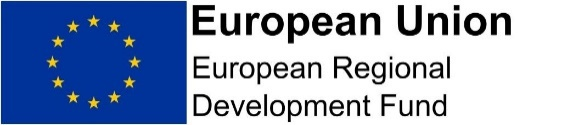 European Union
European Regional
Development Fund